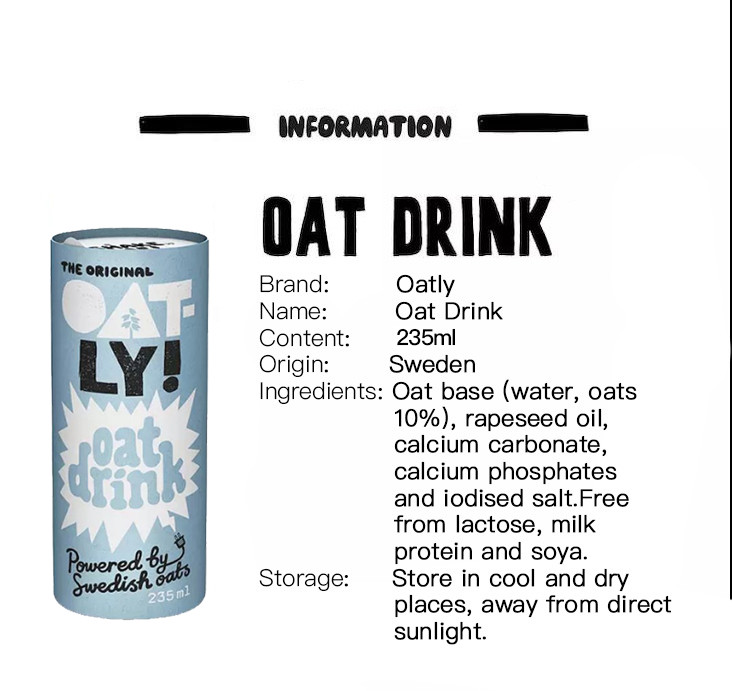 INFORMATION
OAT DRINK
Brand: Oatly
Name: Oat Drink
Content: 235ml
Origin: Sweden
Ingredients: Oat base (water, oats
10%), rapeseed oil,
calcium carbonate,
calcium phosphates
and iodised salt.Free
from lactose, milk
protein and soya.
Storage: Store in cool and dry
places, away from direct
sunlight.
THE ORIGINAL
OAT-
LY!
oat
drink
Powered by
Swedish oats
235ml